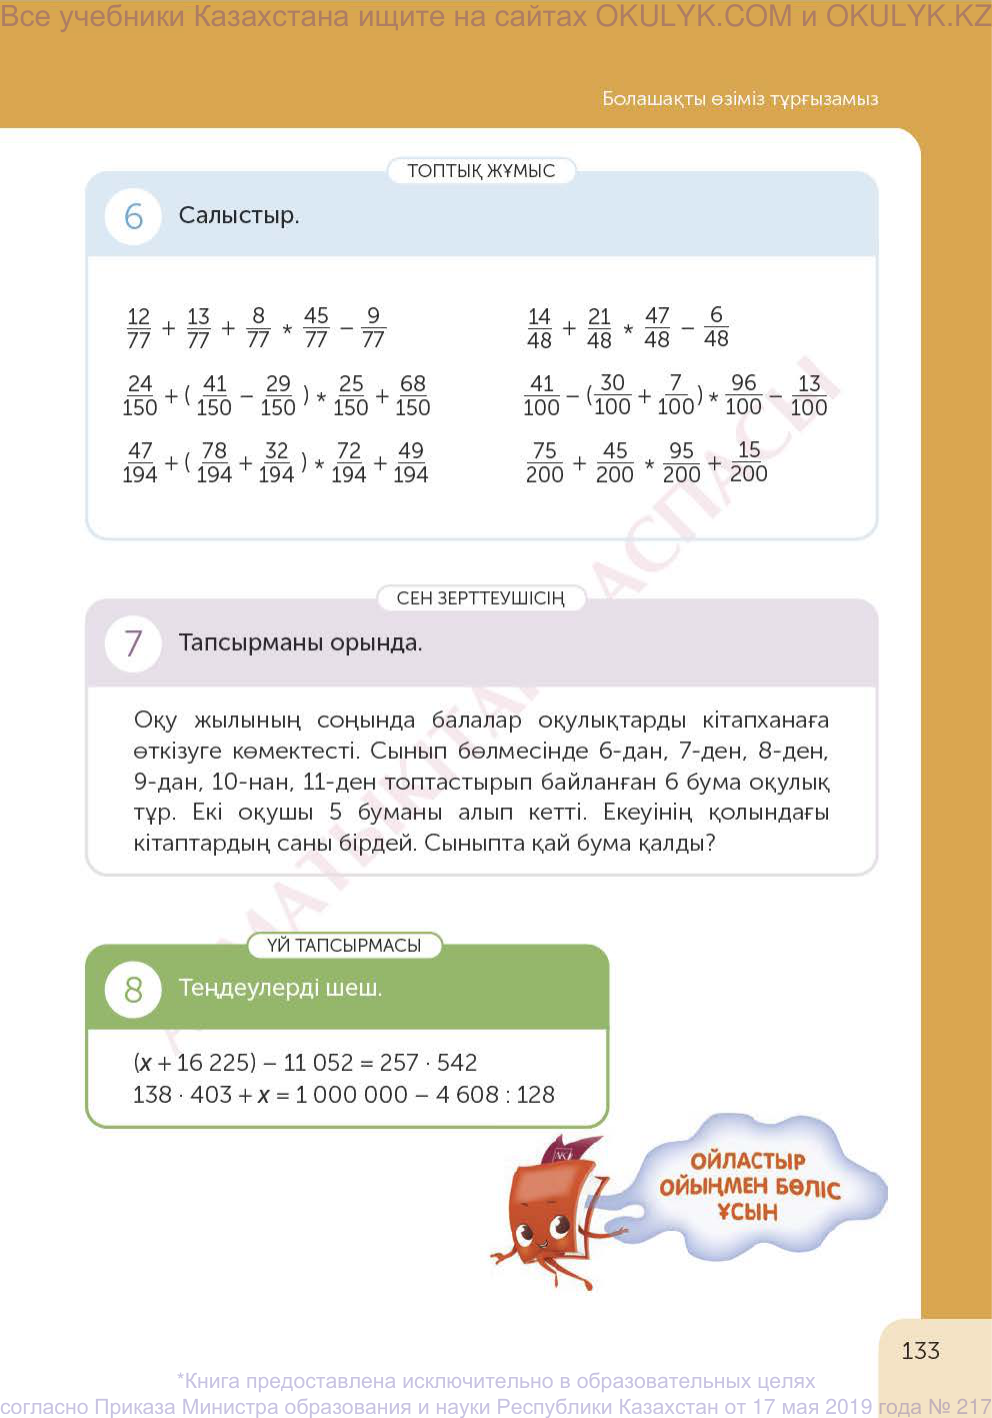 Все учебники Казахстана ищите на сайтах OKULYK.COM и OKULYK.KZ
Болашақты өзіміз тұрғызамыз
ТОПТЫҚ ЖҰМЫС
6 Салыстыр.
12/77 + 13/77 + 8/77 * 45/77 − 9/77
14/48 + 21/48 * 47/48 − 6/48
24/150 + ( 41/150 − 29/150 ) * 25/150 + 68/150
41/100 − ( 30/100 + 7/100 ) * 96/100 − 13/100
47/194 + ( 78/194 + 32/194 ) * 72/194 + 49/194
75/200 + 45/200 * 95/200 + 15/200
СЕН ЗЕРТТЕУШІСІҢ
7 Тапсырманы орында.
Оқу жылының соңында балалар оқулықтарды кітапханаға
өткізуге көмектесті. Сынып бөлмесінде 6-дан, 7-ден, 8-ден,
9-дан, 10-нан, 11-ден топтастырып байланған 6 бума оқулық
тұр. Екі оқушы 5 буманы алып кетті. Екеуінің қолындағы
кітаптардың саны бірдей. Сыныпта қай бума қалды?
ҮЙ ТАПСЫРМАСЫ
8 Теңдеулерді шеш.
(x + 16 225) − 11 052 = 257 · 542
138 · 403 + x = 1 000 000 − 4 608 : 128
ОЙЛАСТЫР
ОЙЫҢМЕН БӨЛІС
ҰСЫН
133
*Книга предоставлена исключительно в образовательных целях
согласно Приказа Министра образования и науки Республики Казахстан от 17 мая 2019 года № 217